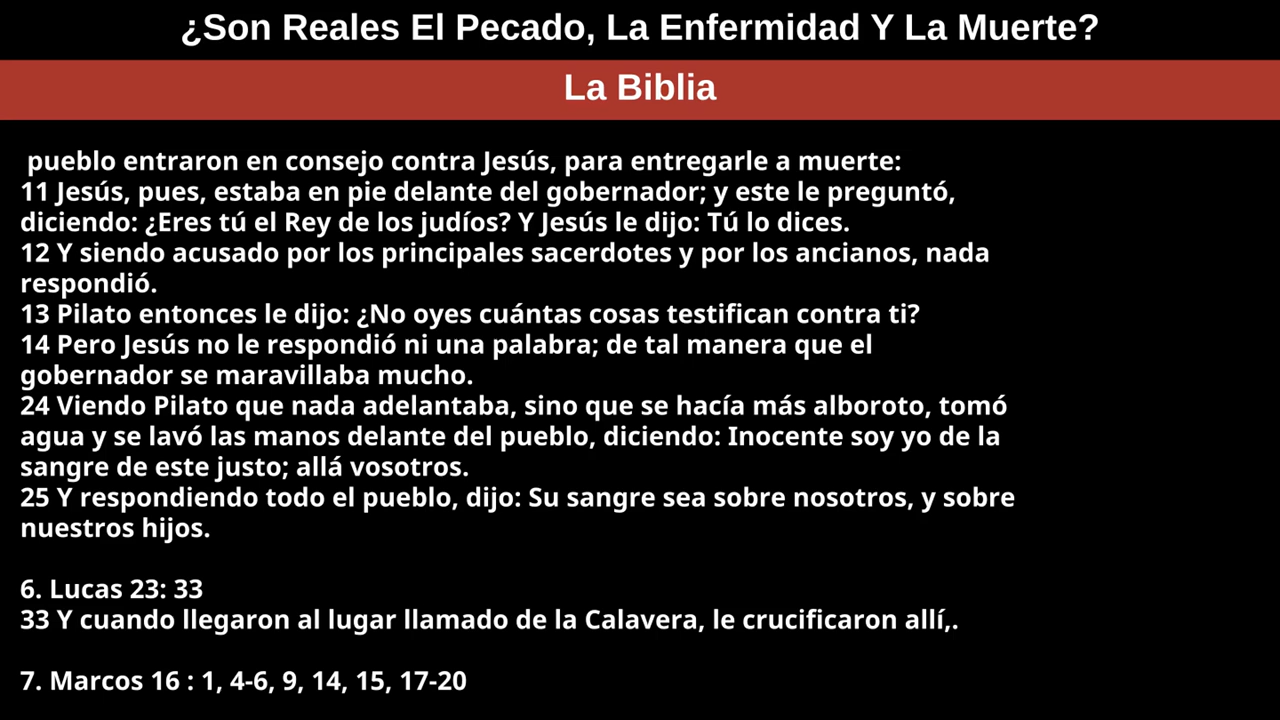 ¿Son Reales El Pecado, La Enfermidad Y La Muerte?
La Biblia
pueblo entraron en consejo contra Jesús, para entregarle a muerte:
11 Jesús, pues, estaba en pie delante del gobernador; y este le preguntó,
diciendo: ¿Eres tú el Rey de los judíos? Y Jesús le dijo: Tú lo dices.
12 Y siendo acusado por los principales sacerdotes y por los ancianos, nada
respondió.
13 Pilato entonces le dijo: ¿No oyes cuántas cosas testifican contra ti?
14 Pero Jesús no le respondió ni una palabra; de tal manera que el
gobernador se maravillaba mucho.
24 Viendo Pilato que nada adelantaba, sino que se hacía más alboroto, tomó
agua y se lavó las manos delante del pueblo, diciendo: Inocente soy yo de la
sangre de este justo; allá vosotros.
25 Y respondiendo todo el pueblo, dijo: Su sangre sea sobre nosotros, y sobre
nuestros hijos.
6. Lucas 23: 33
33 Y cuando llegaron al lugar llamado de la Calavera, le crucificaron allí,.
7. Marcos 16 : 1, 4-6, 9, 14, 15, 17-20